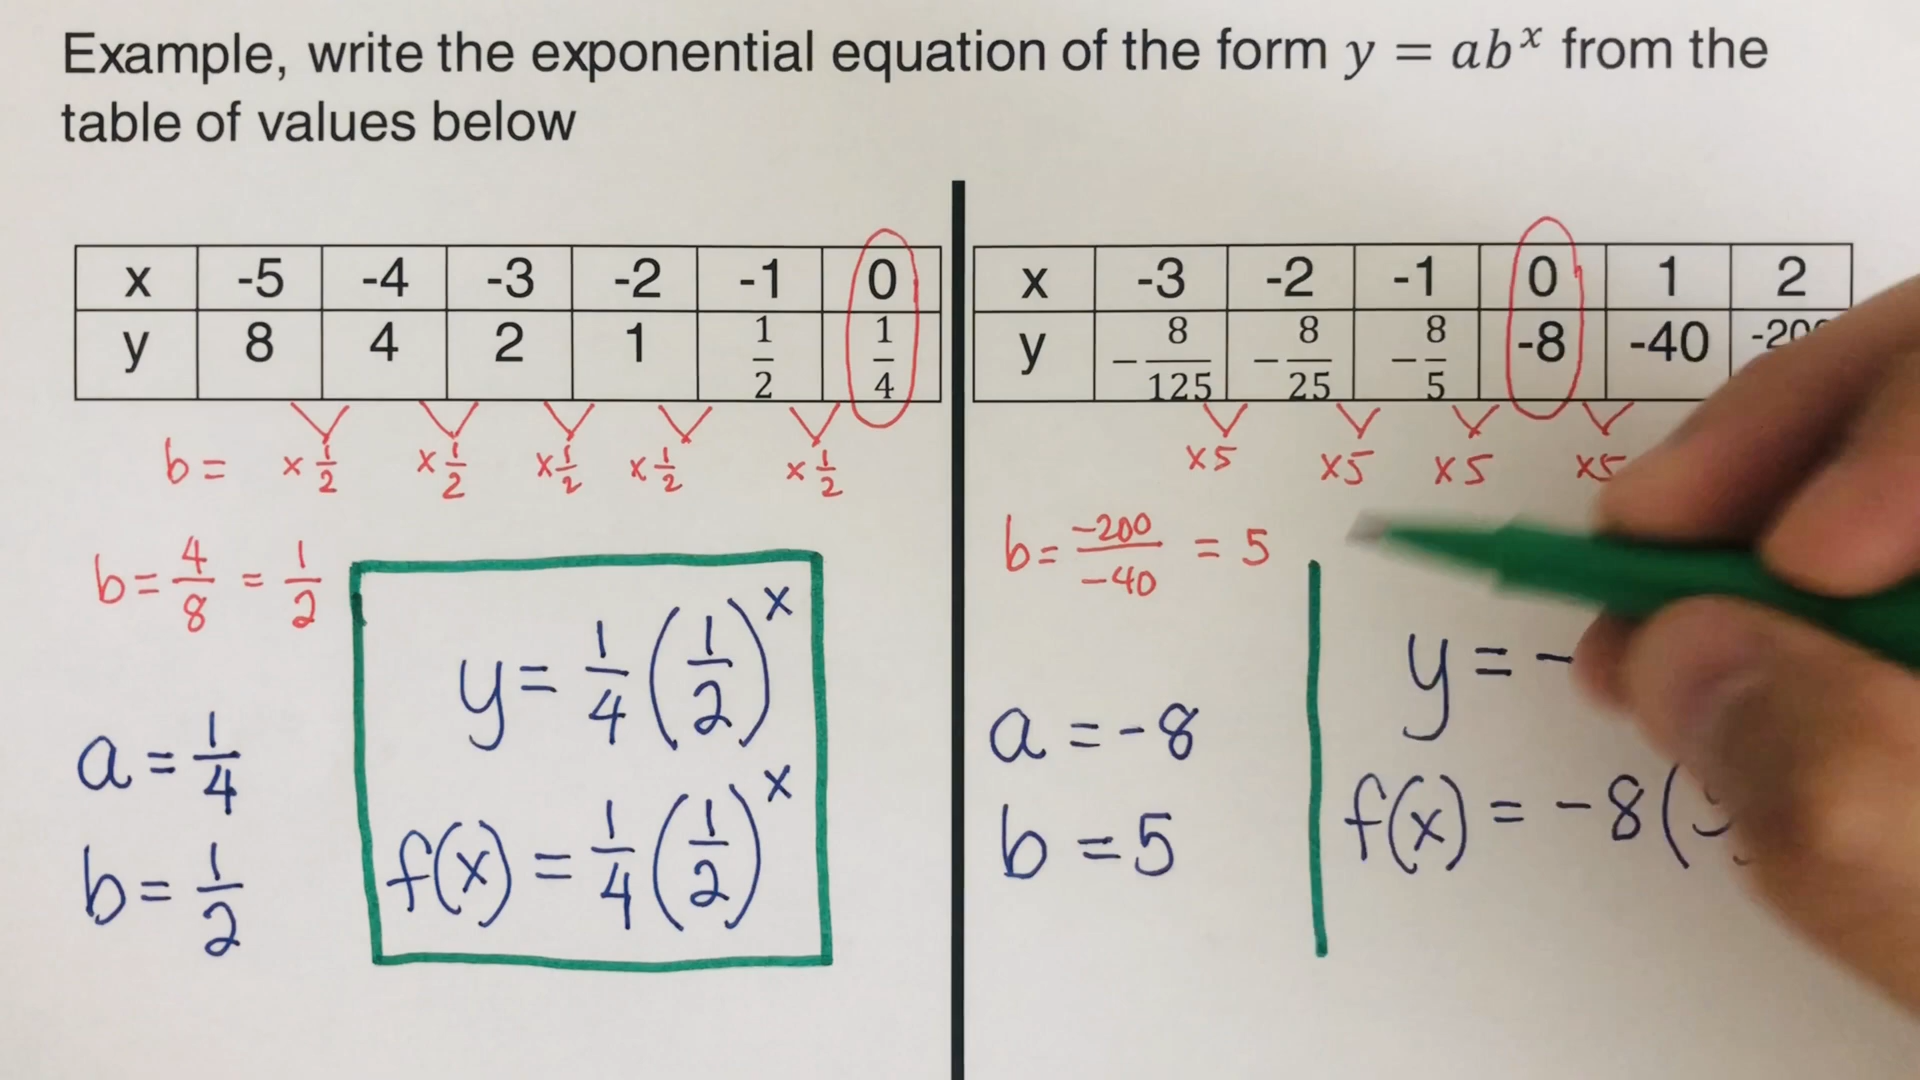 Example, write the exponential equation of the form y = abˣ from the
table of values below
x -5 -4 -3 -2 -1 0
y 8 4 2 1 1/2 1/4
b = ×1/2 ×1/2 ×1/2 ×1/2 ×1/2
b = 4/8 = 1/2
a = 1/4
b = 1/2
y = 1/4 (1/2)ˣ
f(x) = 1/4 (1/2)ˣ
x -3 -2 -1 0 1 2
y -8/125 -8/25 -8/5 -8 -40
×5 ×5 ×5 ×5
b = -200/-40 = 5
a = -8
b = 5
y = -
f(x) = -8(